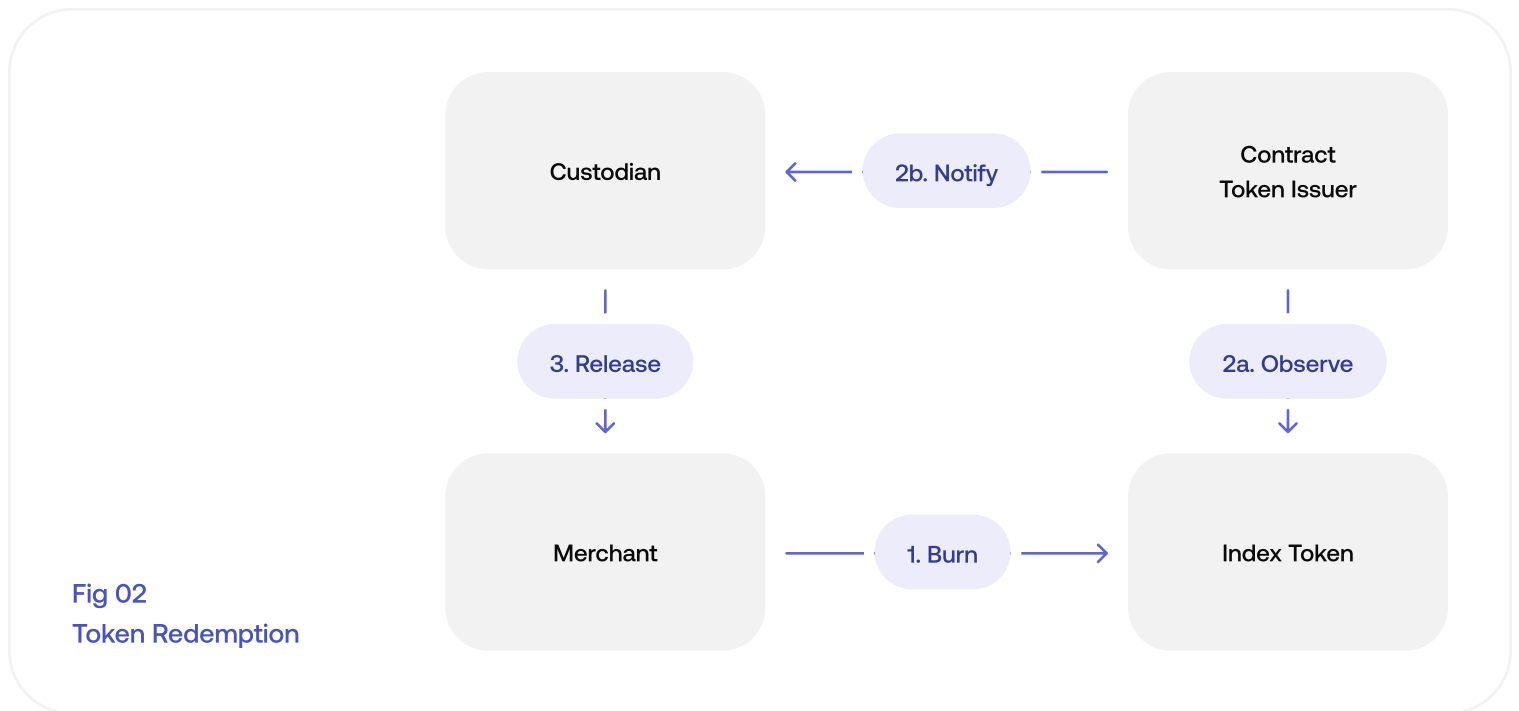 Custodian
2b. Notify
Contract
Token Issuer
3. Release
2a. Observe
Merchant
1. Burn
Index Token
Fig 02
Token Redemption